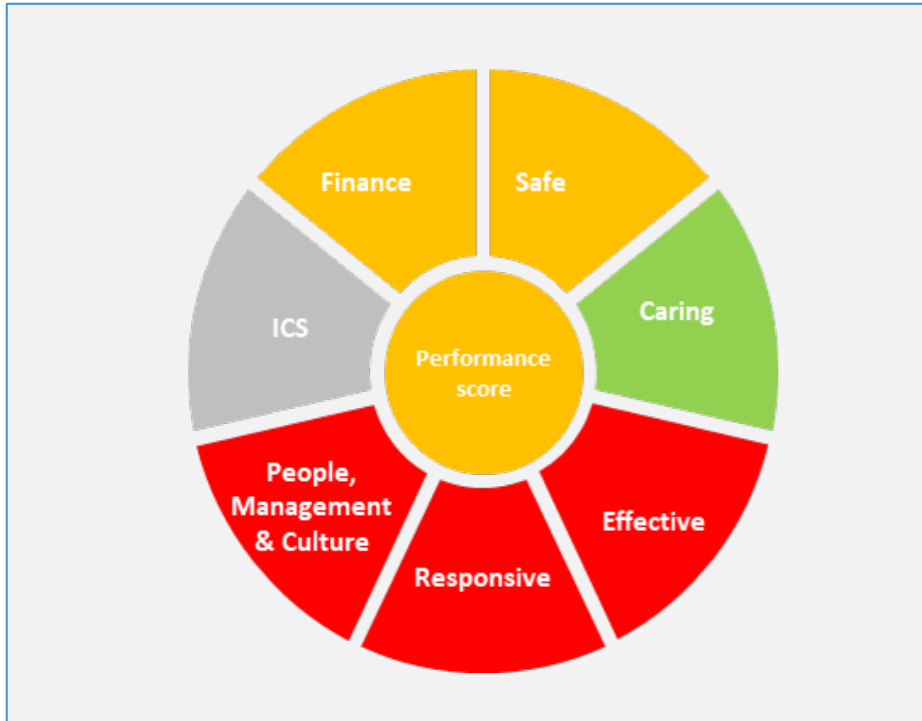 Finance
Safe
Caring
Effective
Responsive
People,
Management
& Culture
ICS
Performance
score